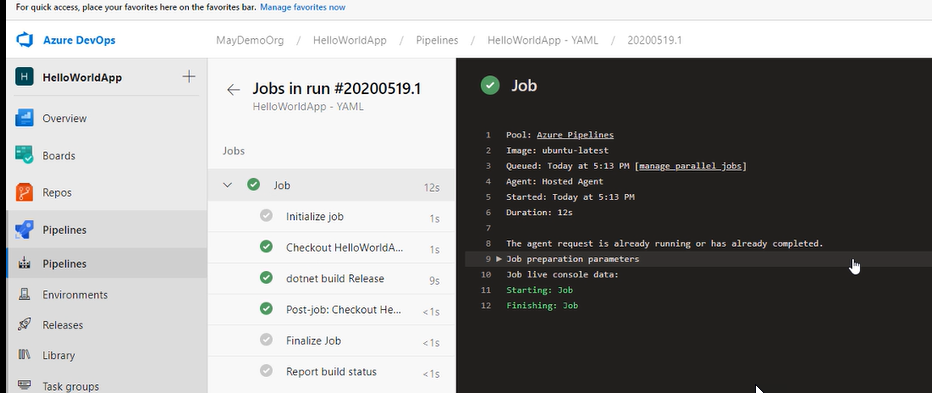 For quick access, place your favorites here on the favorites bar. Manage favorites now
Azure DevOps
MayDemoOrg / HelloWorldApp / Pipelines / HelloWorldApp - YAML / 20200519.1
H HelloWorldApp +
Overview
Boards
Repos
Pipelines
Pipelines
Environments
Releases
Library
Task groups
Jobs in run #20200519.1
HelloWorldApp - YAML
Jobs
Job 12s
Initialize job 1s
Checkout HelloWorldA... 1s
dotnet build Release 9s
Post-job: Checkout He... <1s
Finalize Job <1s
Report build status <1s
Job
1 Pool: Azure Pipelines
2 Image: ubuntu-latest
3 Queued: Today at 5:13 PM [manage parallel jobs]
4 Agent: Hosted Agent
5 Started: Today at 5:13 PM
6 Duration: 12s
7
8 The agent request is already running or has already completed.
9 Job preparation parameters
10 Job live console data:
11 Starting: Job
12 Finishing: Job